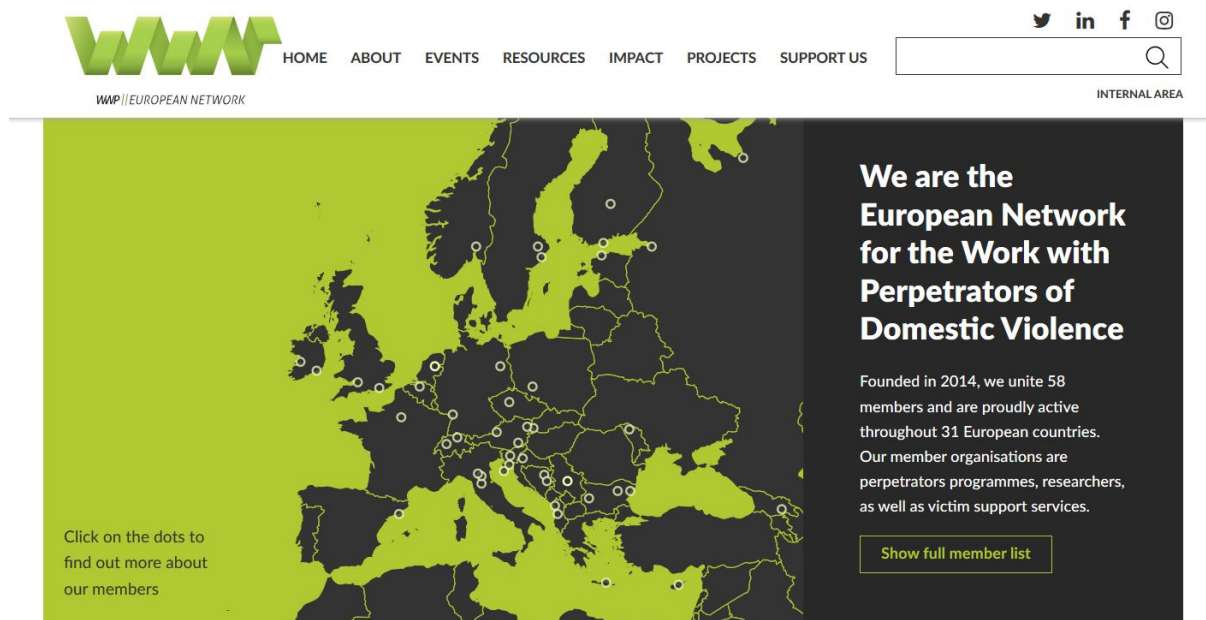 HOME ABOUT EVENTS RESOURCES IMPACT PROJECTS SUPPORT US
WWP||EUROPEAN NETWORK
INTERNAL AREA
We are the
European Network
for the Work with
Perpetrators of
Domestic Violence
Founded in 2014, we unite 58
members and are proudly active
throughout 31 European countries.
Our member organisations are
perpetrators programmes, researchers,
as well as victim support services.
Show full member list
Click on the dots to
find out more about
our members